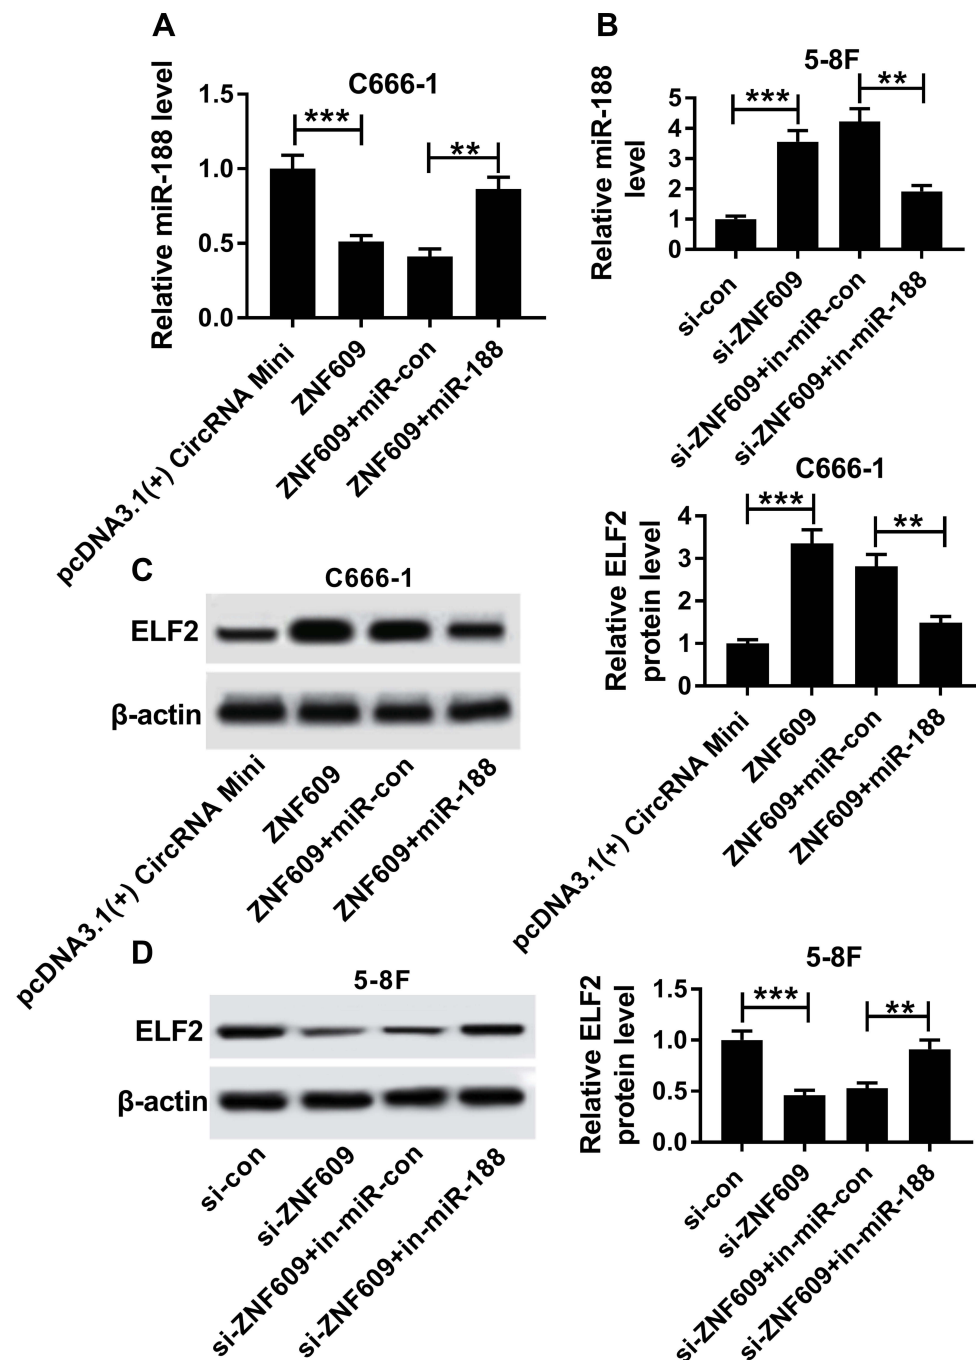 A
C666-1
Relative miR-188 level
1.5
1.0
0.5
0.0
***
**
pcDNA3.1(+) CircRNA Mini
ZNF609
ZNF609+miR-con
ZNF609+miR-188
B
5-8F
Relative miR-188
level
5
4
3
2
1
0
***
**
si-con
si-ZNF609
si-ZNF609+in-miR-con
si-ZNF609+in-miR-188
C
C666-1
ELF2
β-actin
pcDNA3.1(+) CircRNA Mini
ZNF609
ZNF609+miR-con
ZNF609+miR-188
C666-1
Relative ELF2
protein level
4
3
2
1
0
***
**
pcDNA3.1(+) CircRNA Mini
ZNF609
ZNF609+miR-con
ZNF609+miR-188
D
5-8F
ELF2
β-actin
si-con
si-ZNF609
si-ZNF609+in-miR-con
si-ZNF609+in-miR-188
5-8F
Relative ELF2
protein level
1.5
1.0
0.5
0.0
***
**
si-con
si-ZNF609
si-ZNF609+in-miR-con
si-ZNF609+in-miR-188